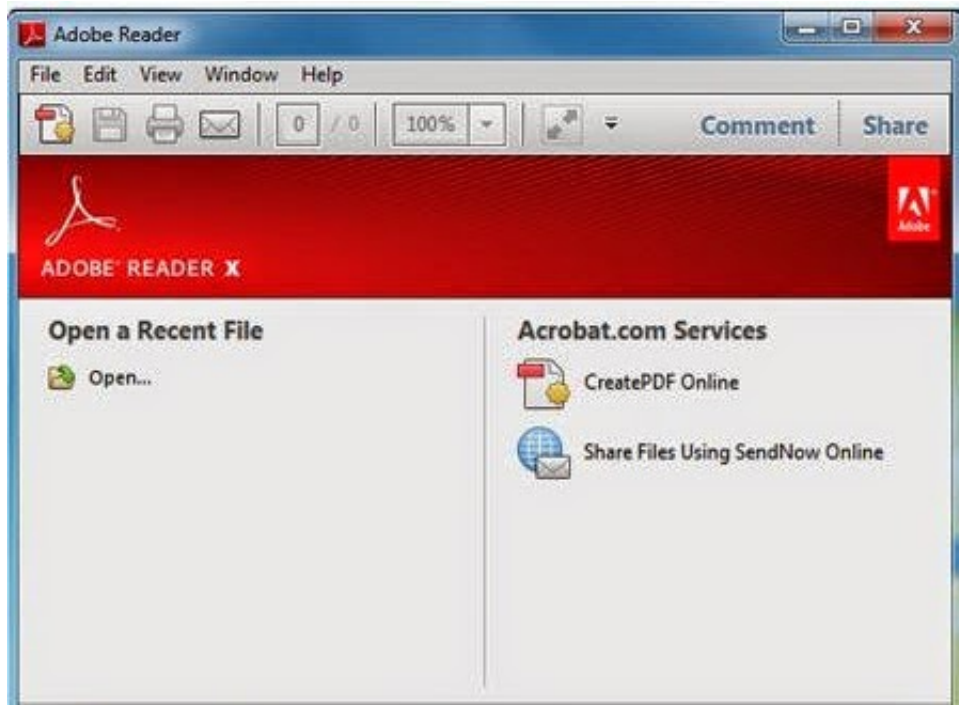 Adobe Reader
File Edit View Window Help
0 / 0 100% Comment Share
Adobe
ADOBE® READER X
Open a Recent File
Open...
Acrobat.com Services
CreatePDF Online
Share Files Using SendNow Online